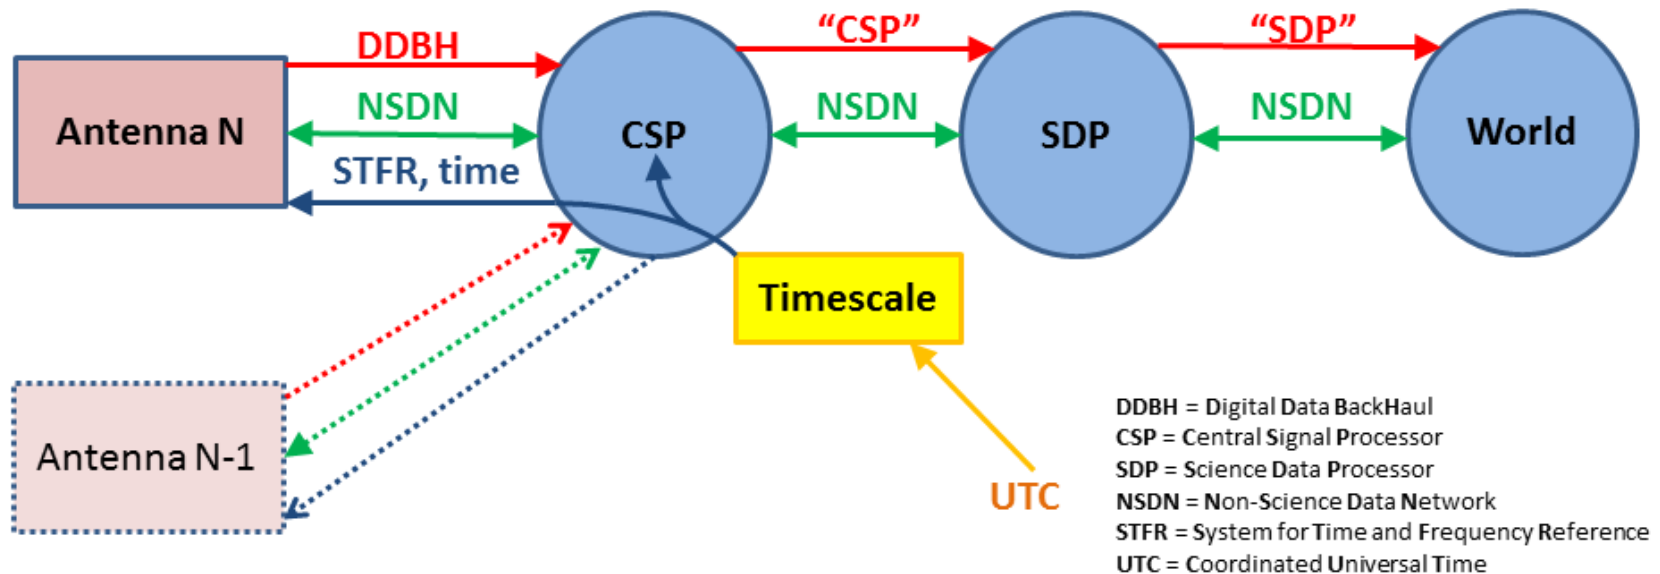 DDBH
"CSP"
"SDP"
NSDN
NSDN
NSDN
Antenna N
CSP
SDP
World
STFR, time
Timescale
Antenna N-1
UTC
DDBH = Digital Data BackHaul
CSP = Central Signal Processor
SDP = Science Data Processor
NSDN = Non-Science Data Network
STFR = System for Time and Frequency Reference
UTC = Coordinated Universal Time